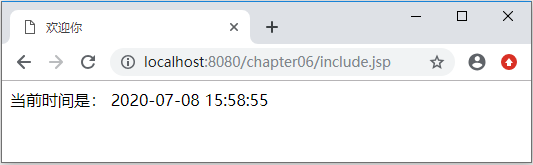 欢迎你
localhost:8080/chapter06/include.jsp
当前时间是： 2020-07-08 15:58:55